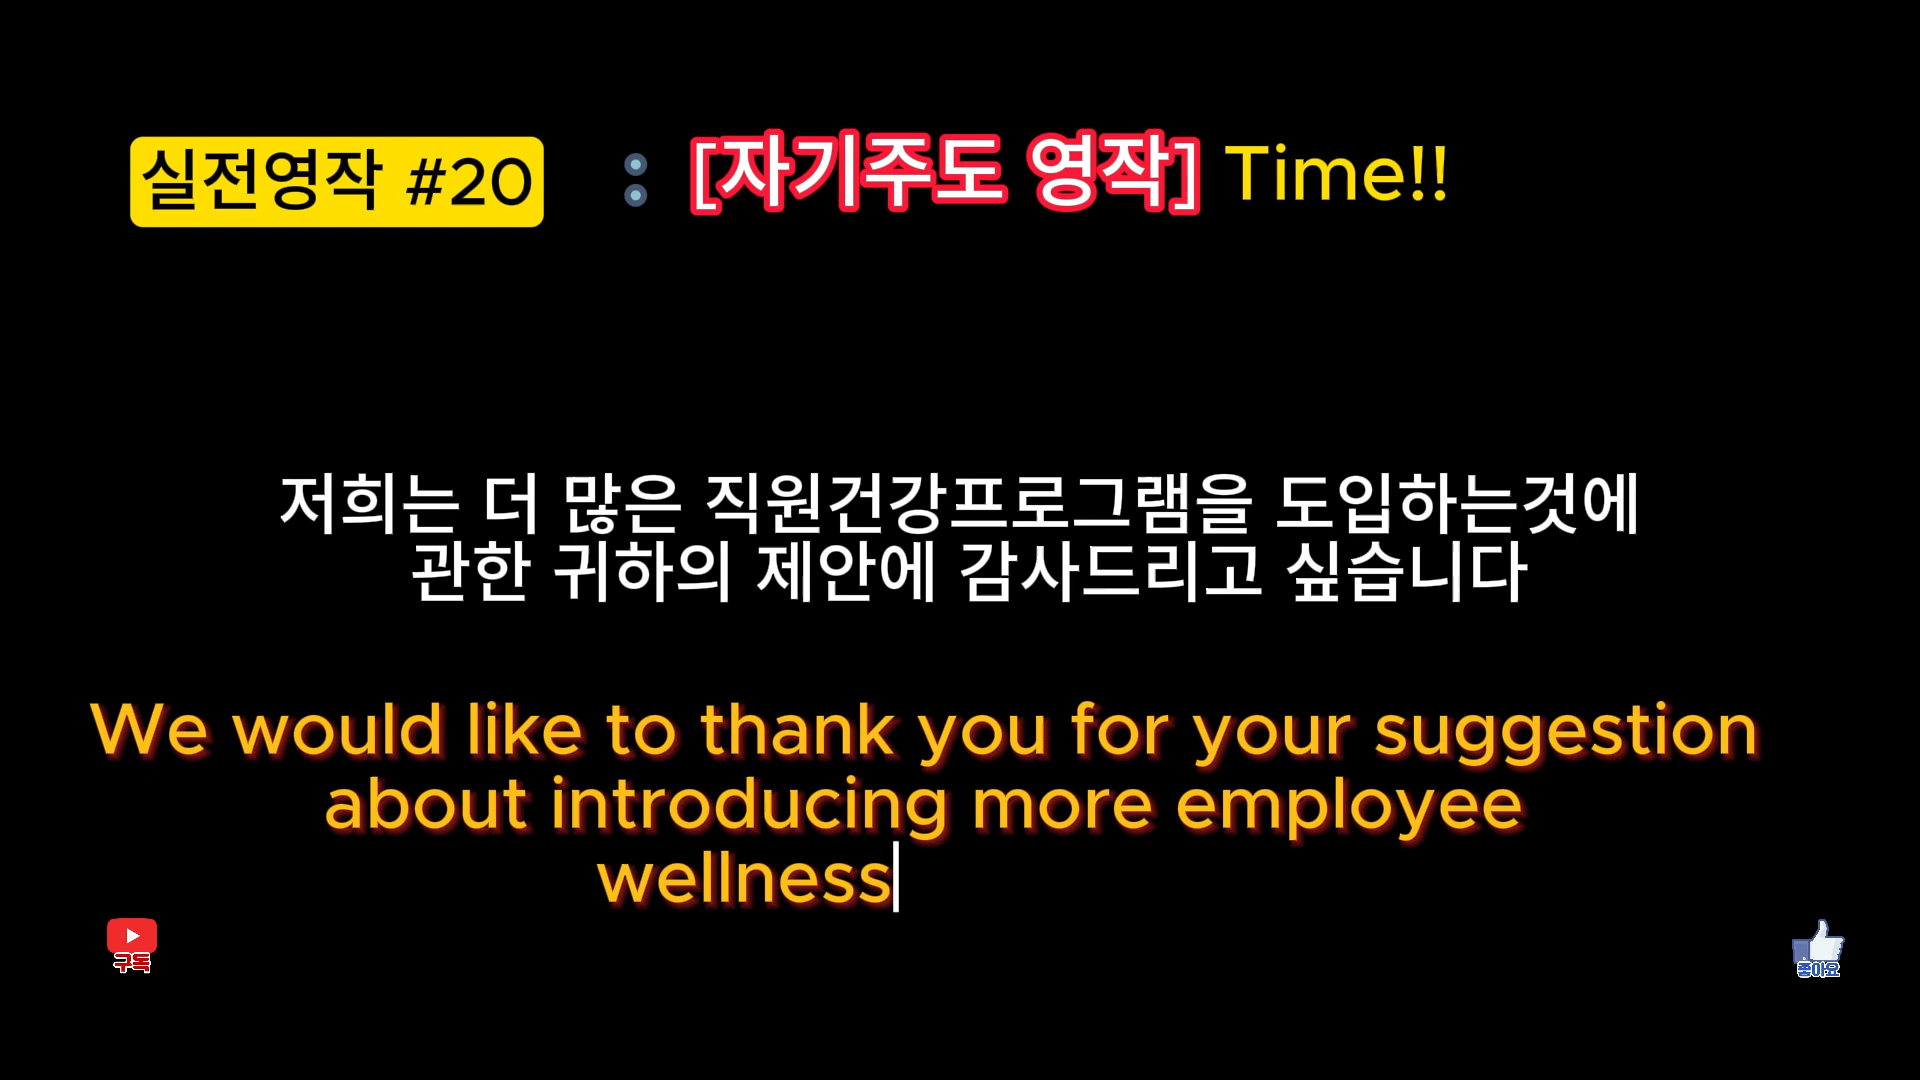 실전영작 #20 : [자기주도 영작] Time!!
저희는 더 많은 직원건강프로그램을 도입하는것에
관한 귀하의 제안에 감사드리고 싶습니다
We would like to thank you for your suggestion
about introducing more employee
wellness
구독
좋아요